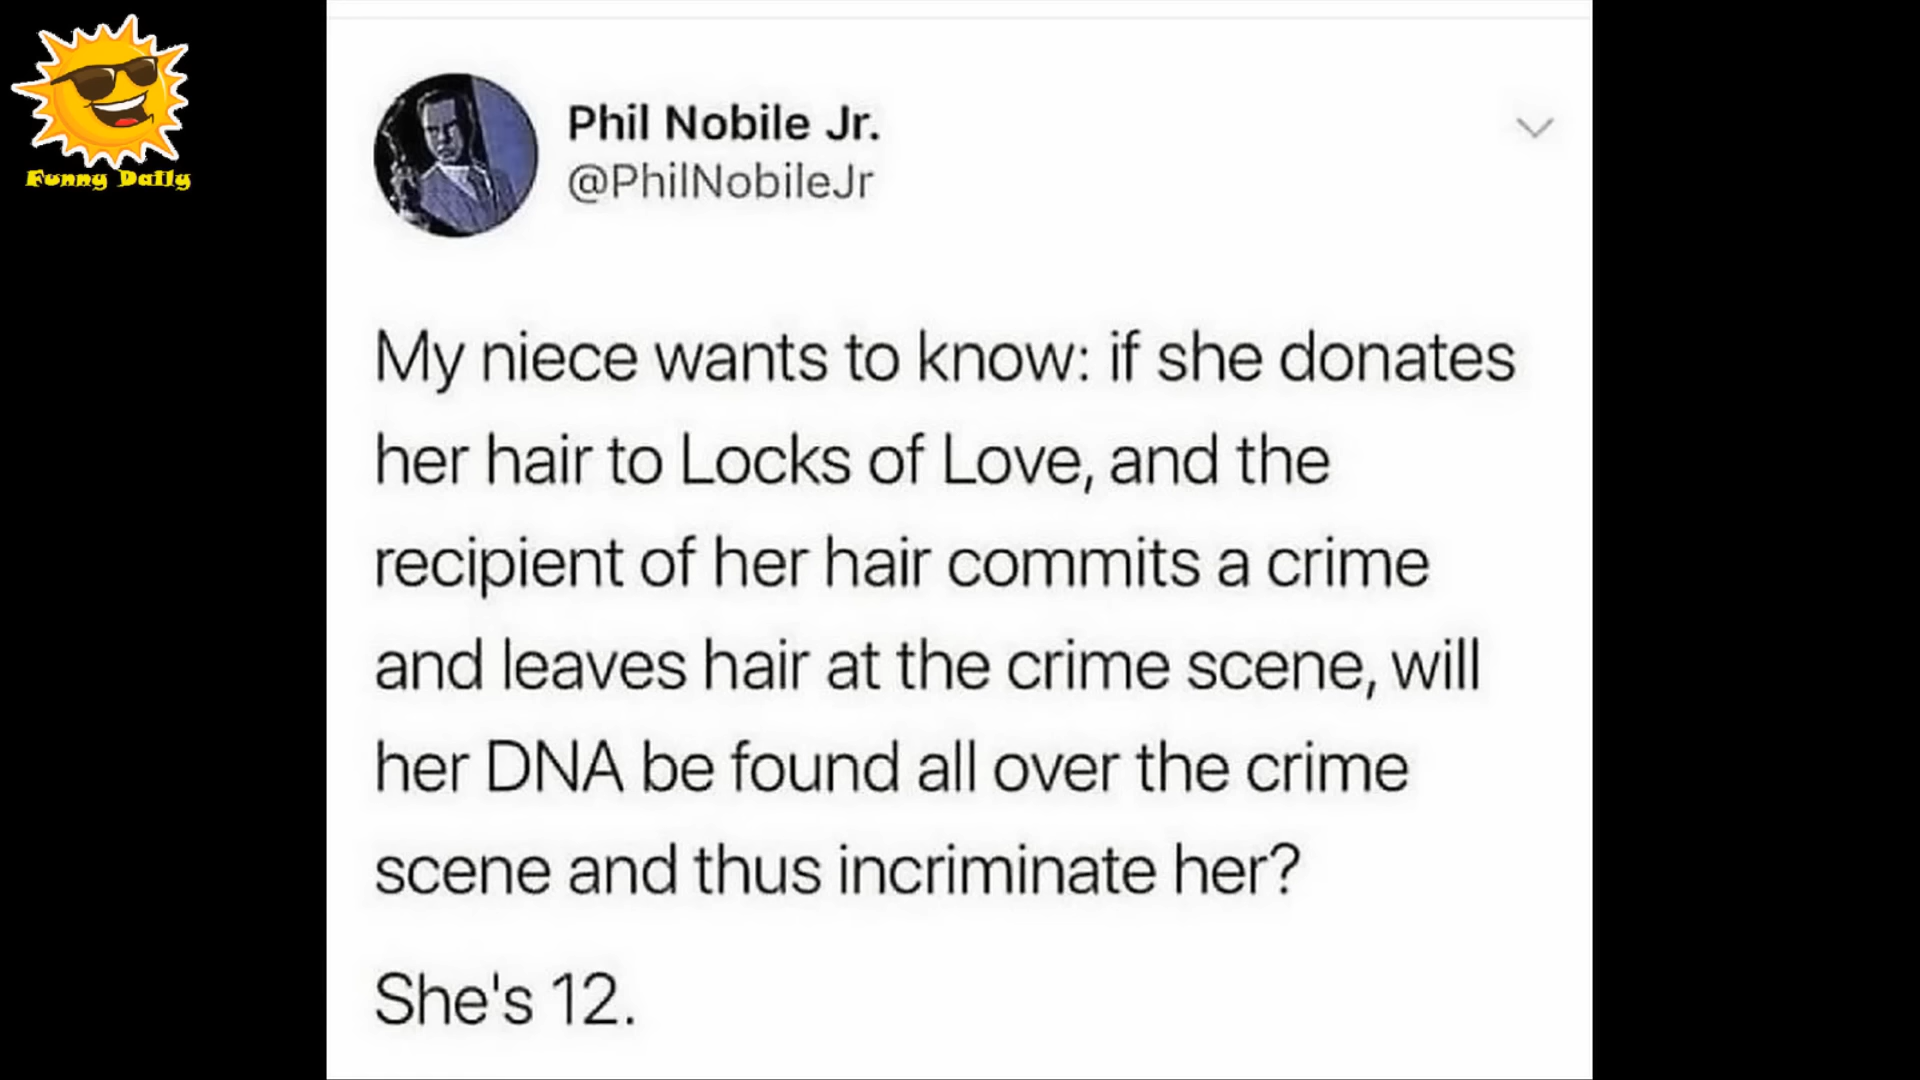 Funny Daily
Phil Nobile Jr.
@PhilNobileJr
My niece wants to know: if she donates
her hair to Locks of Love, and the
recipient of her hair commits a crime
and leaves hair at the crime scene, will
her DNA be found all over the crime
scene and thus incriminate her?
She's 12.